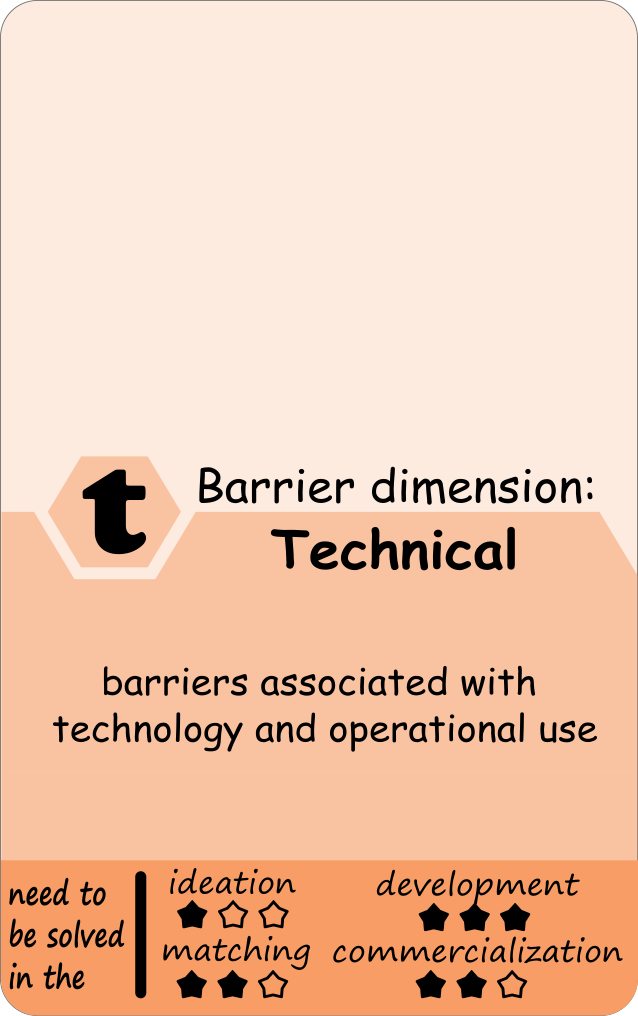 t
Barrier dimension:
Technical
barriers associated with
technology and operational use
need to
be solved
in the
ideation
development
matching
commercialization